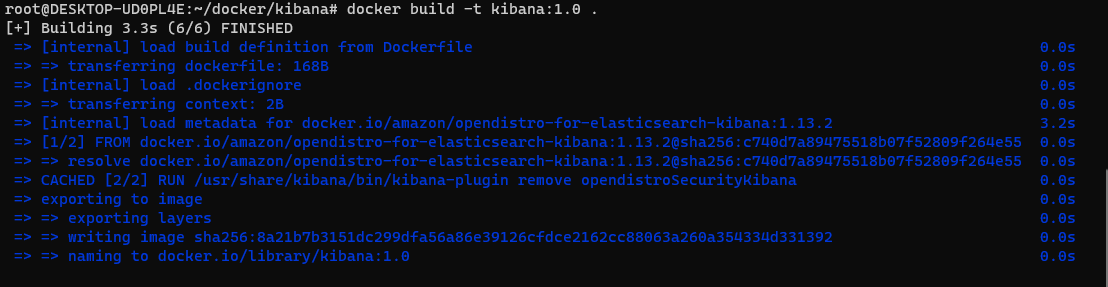 root@DESKTOP-UD0PL4E:~/docker/kibana# docker build -t kibana:1.0 .
[+] Building 3.3s (6/6) FINISHED
=> [internal] load build definition from Dockerfile 0.0s
=> => transferring dockerfile: 168B 0.0s
=> [internal] load .dockerignore 0.0s
=> => transferring context: 2B 0.0s
=> [internal] load metadata for docker.io/amazon/opendistro-for-elasticsearch-kibana:1.13.2 3.2s
=> [1/2] FROM docker.io/amazon/opendistro-for-elasticsearch-kibana:1.13.2@sha256:c740d7a89475518b07f52809f264e55 0.0s
=> => resolve docker.io/amazon/opendistro-for-elasticsearch-kibana:1.13.2@sha256:c740d7a89475518b07f52809f264e55 0.0s
=> CACHED [2/2] RUN /usr/share/kibana/bin/kibana-plugin remove opendistroSecurityKibana 0.0s
=> exporting to image 0.0s
=> => exporting layers 0.0s
=> => writing image sha256:8a21b7b3151dc299dfa56a86e39126cfdce2162cc88063a260a354334d331392 0.0s
=> => naming to docker.io/library/kibana:1.0 0.0s